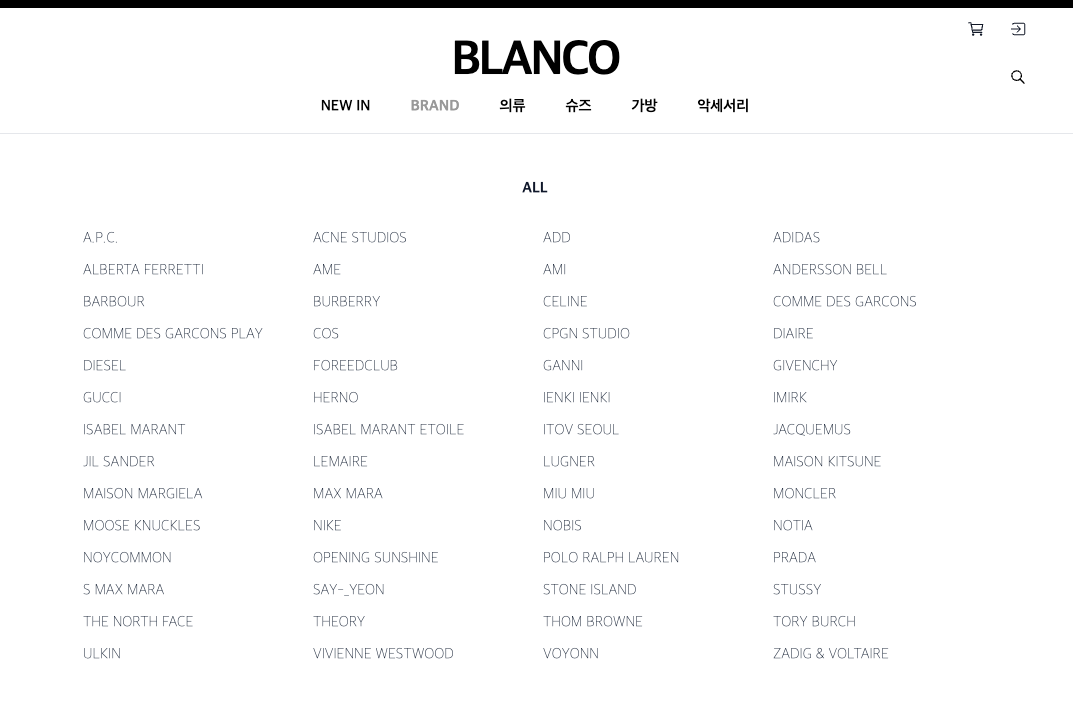 BLANCO
NEW IN BRAND 의류 슈즈 가방 악세서리
ALL
A.P.C. ACNE STUDIOS ADD ADIDAS
ALBERTA FERRETTI AME AMI ANDERSSON BELL
BARBOUR BURBERRY CELINE COMME DES GARCONS
COMME DES GARCONS PLAY COS CPGN STUDIO DIAIRE
DIESEL FOREEDCLUB GANNI GIVENCHY
GUCCI HERNO IENKI IENKI IMIRK
ISABEL MARANT ISABEL MARANT ETOILE ITOV SEOUL JACQUEMUS
JIL SANDER LEMAIRE LUGNER MAISON KITSUNE
MAISON MARGIELA MAX MARA MIU MIU MONCLER
MOOSE KNUCKLES NIKE NOBIS NOTIA
NOYCOMMON OPENING SUNSHINE POLO RALPH LAUREN PRADA
S MAX MARA SAY-_YEON STONE ISLAND STUSSY
THE NORTH FACE THEORY THOM BROWNE TORY BURCH
ULKIN VIVIENNE WESTWOOD VOYONN ZADIG & VOLTAIRE